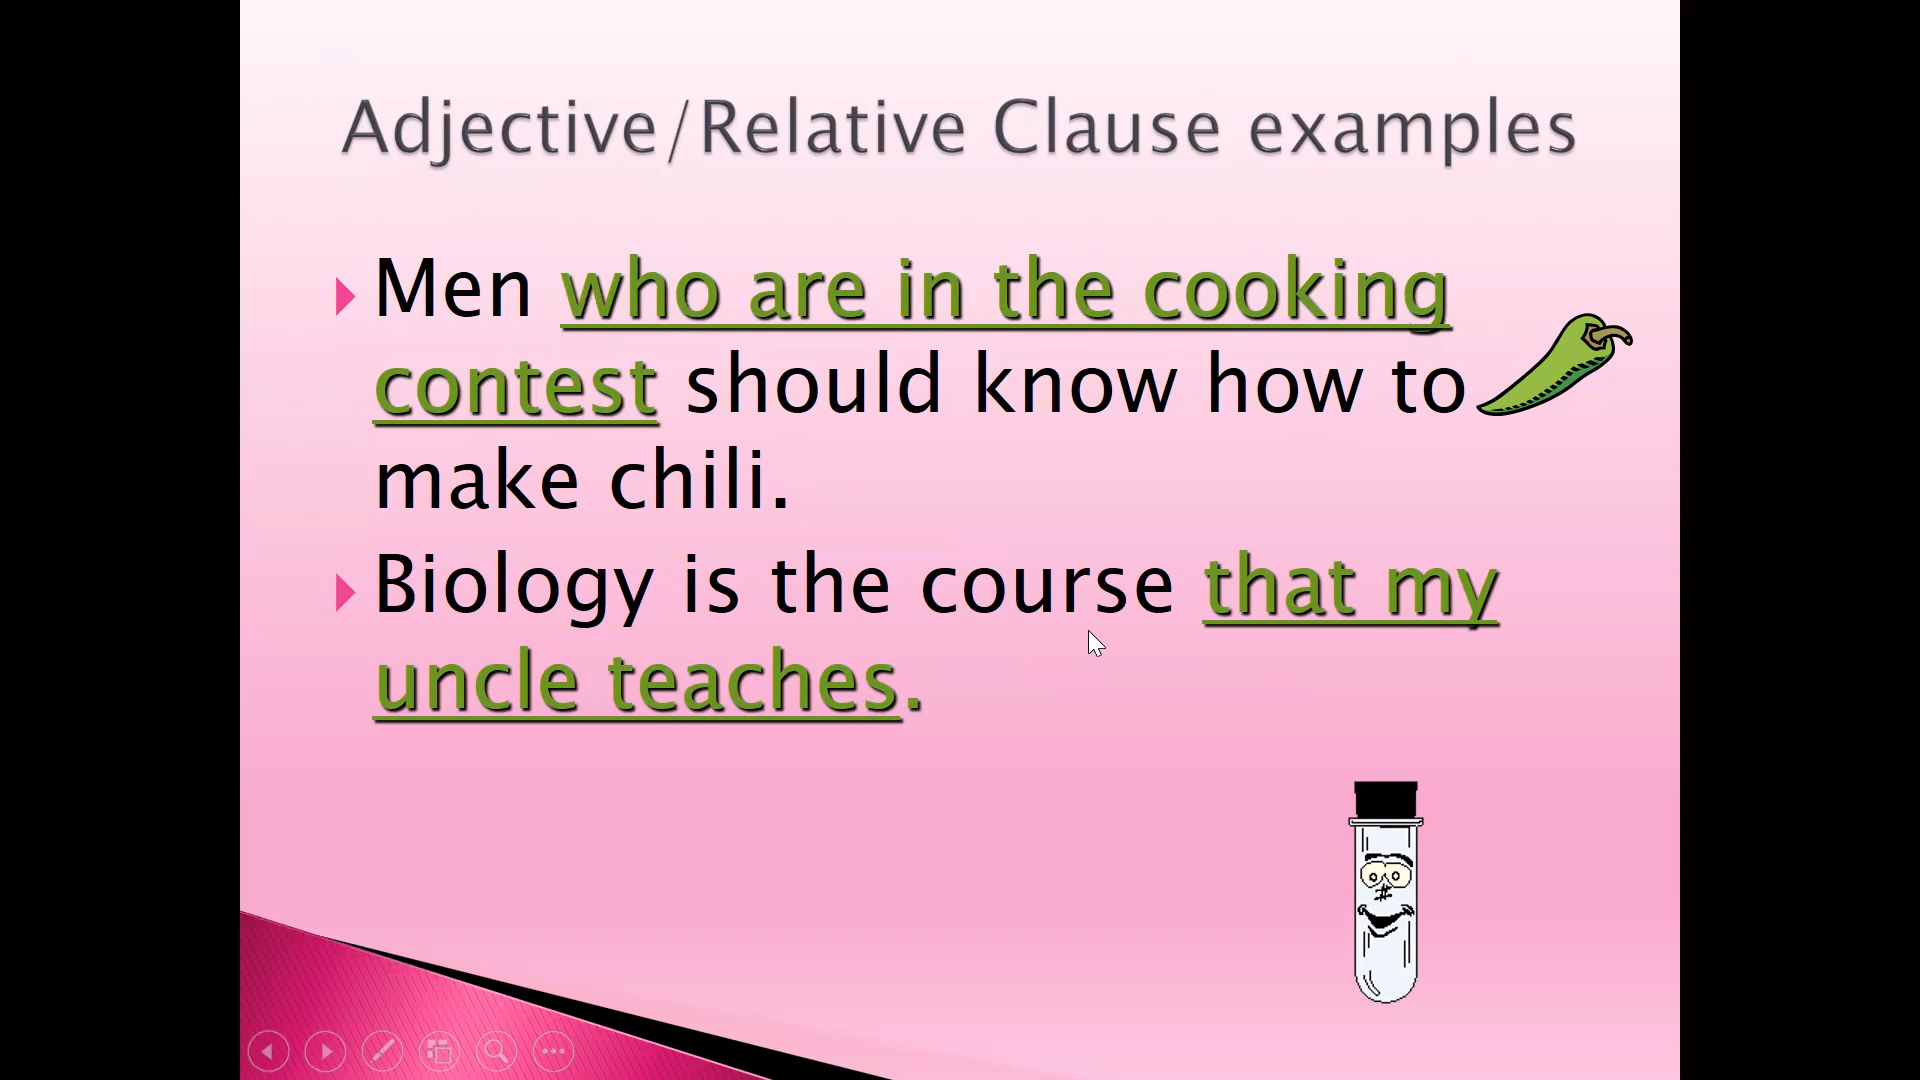 Adjective/Relative Clause examples
Men who are in the cooking
contest should know how to
make chili.
Biology is the course that my
uncle teaches.